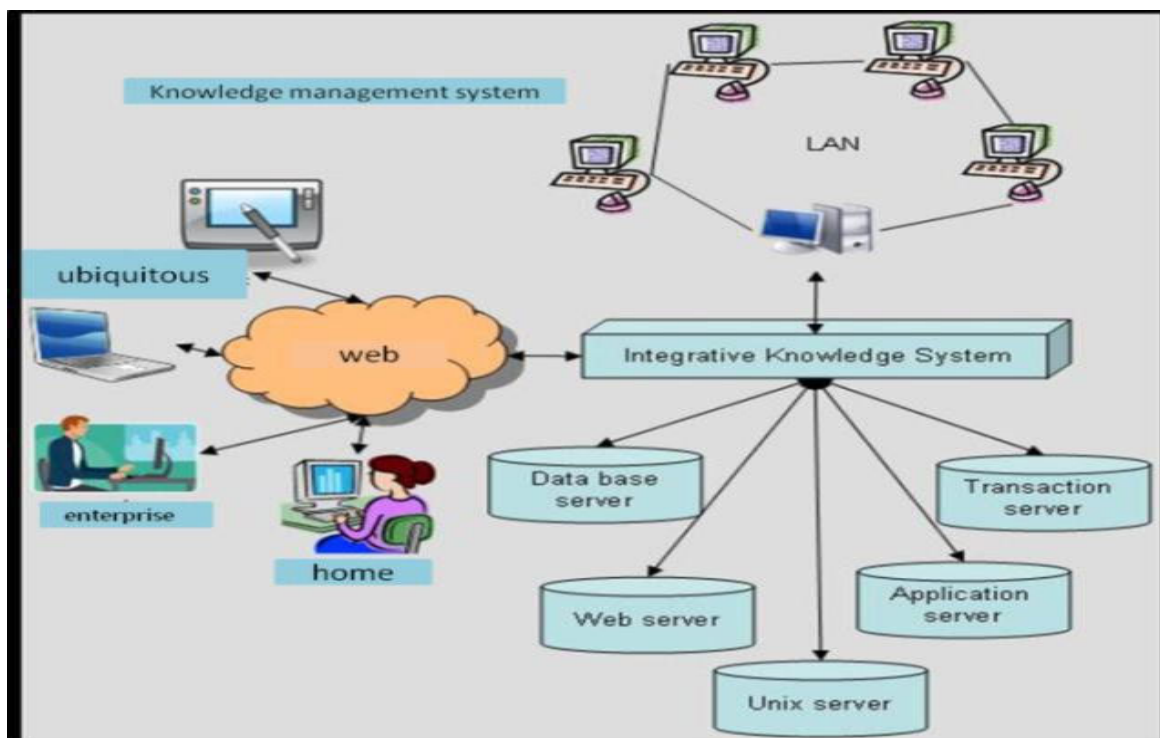 Knowledge management system
LAN
ubiquitous
web
Integrative Knowledge System
Data base
server
Transaction
server
enterprise
home
Application
server
Web server
Unix server